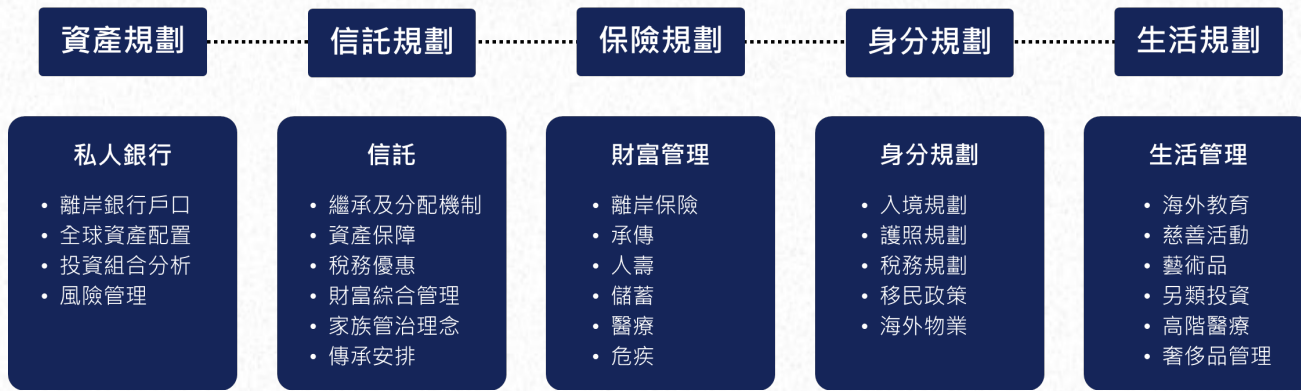 資產規劃
信託規劃
保險規劃
身分規劃
生活規劃
私人銀行
• 離岸銀行戶口
• 全球資產配置
• 投資組合分析
• 風險管理
信託
• 繼承及分配機制
• 資產保障
• 稅務優惠
• 財富綜合管理
• 家族管治理念
• 傳承安排
財富管理
• 離岸保險
• 承傳
• 人壽
• 儲蓄
• 醫療
• 危疾
身分規劃
• 入境規劃
• 護照規劃
• 稅務規劃
• 移民政策
• 海外物業
生活管理
• 海外教育
• 慈善活動
• 藝術品
• 另類投資
• 高階醫療
• 奢侈品管理